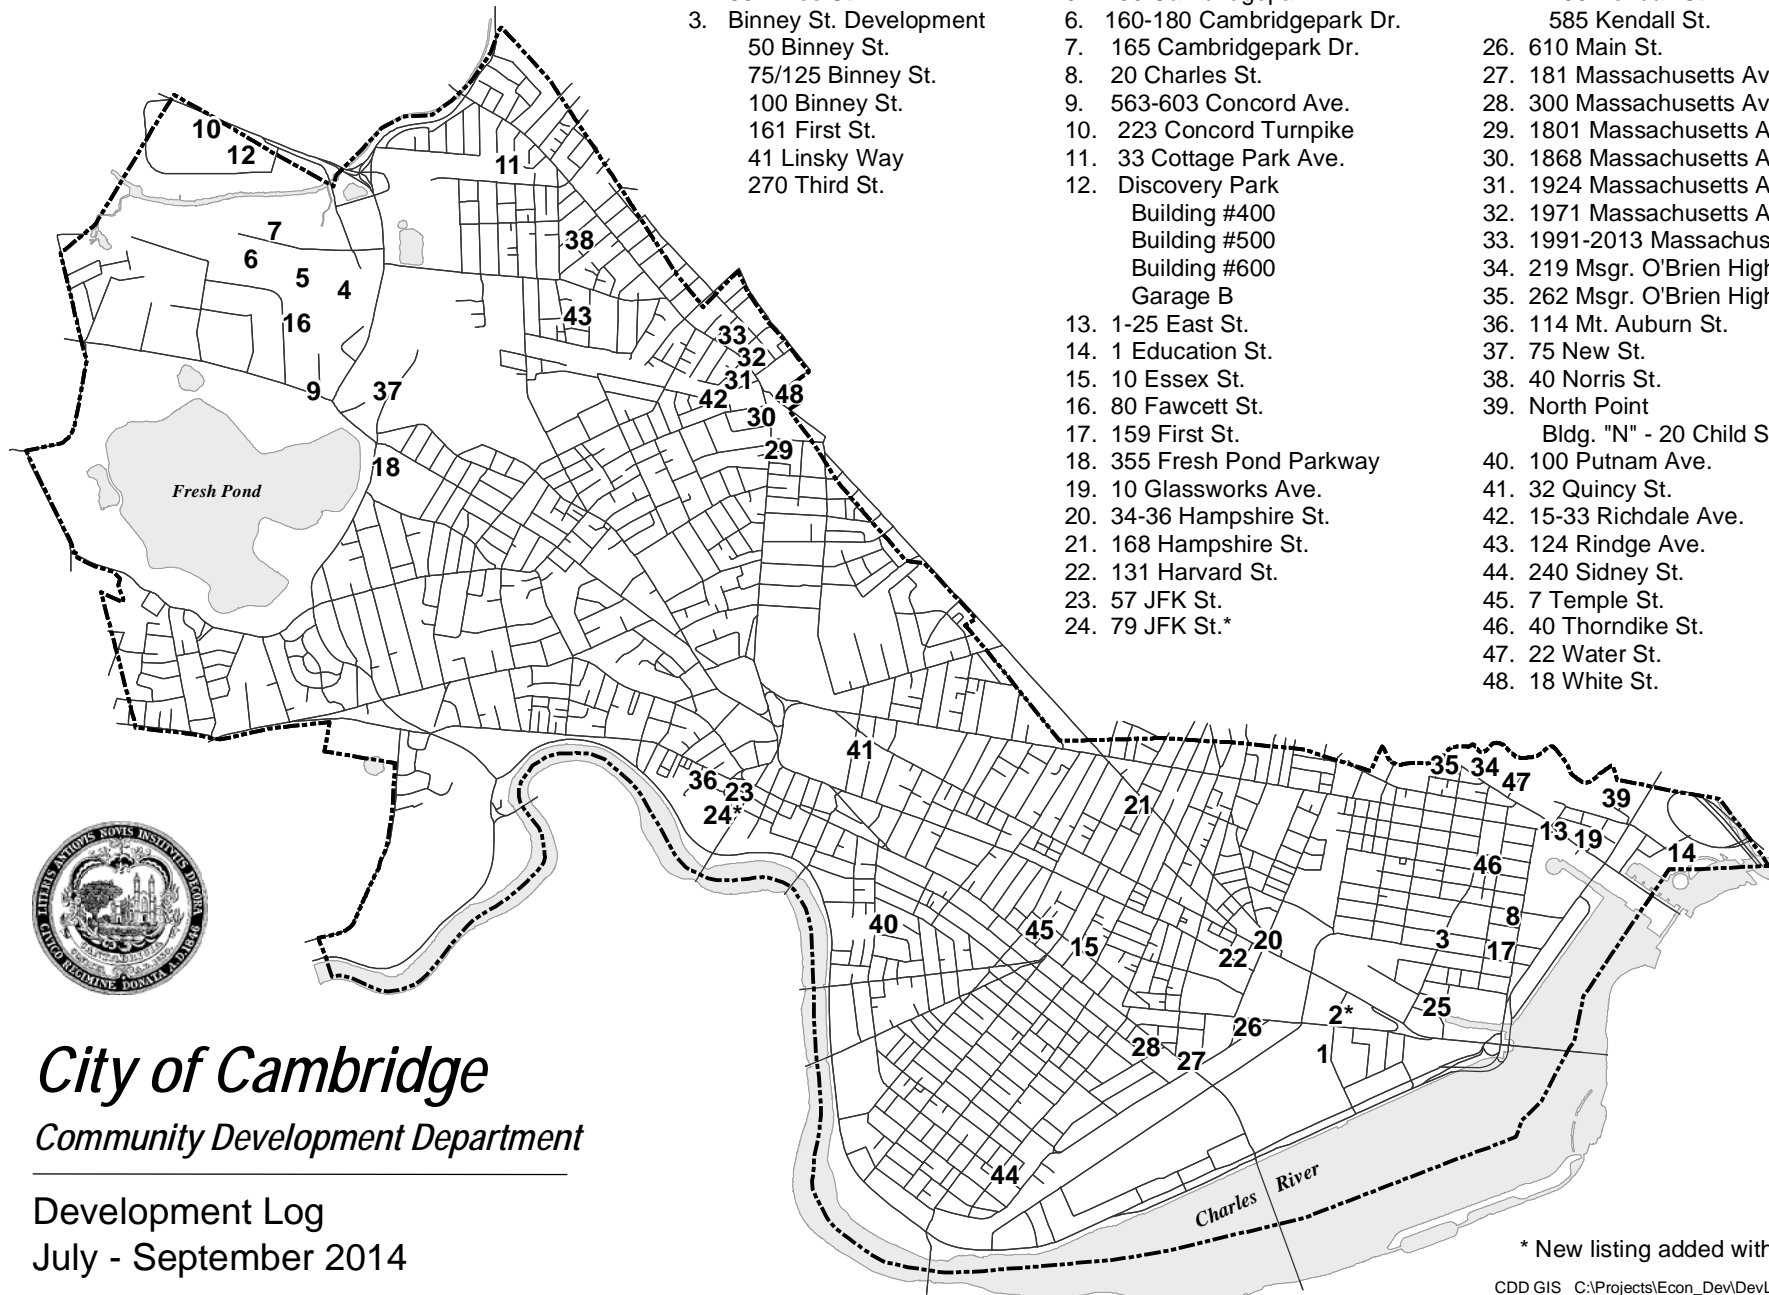 3. Binney St. Development
50 Binney St.
75/125 Binney St.
100 Binney St.
161 First St.
41 Linsky Way
270 Third St.
6. 160-180 Cambridgepark Dr.
7. 165 Cambridgepark Dr.
8. 20 Charles St.
9. 563-603 Concord Ave.
10. 223 Concord Turnpike
11. 33 Cottage Park Ave.
12. Discovery Park
Building #400
Building #500
Building #600
Garage B
13. 1-25 East St.
14. 1 Education St.
15. 10 Essex St.
16. 80 Fawcett St.
17. 159 First St.
18. 355 Fresh Pond Parkway
19. 10 Glassworks Ave.
20. 34-36 Hampshire St.
21. 168 Hampshire St.
22. 131 Harvard St.
23. 57 JFK St.
24. 79 JFK St.*
585 Kendall St.
26. 610 Main St.
27. 181 Massachusetts Av
28. 300 Massachusetts Av
29. 1801 Massachusetts A
30. 1868 Massachusetts A
31. 1924 Massachusetts A
32. 1971 Massachusetts A
33. 1991-2013 Massachus
34. 219 Msgr. O'Brien High
35. 262 Msgr. O'Brien High
36. 114 Mt. Auburn St.
37. 75 New St.
38. 40 Norris St.
39. North Point
Bldg. "N" - 20 Child S
40. 100 Putnam Ave.
41. 32 Quincy St.
42. 15-33 Richdale Ave.
43. 124 Rindge Ave.
44. 240 Sidney St.
45. 7 Temple St.
46. 40 Thorndike St.
47. 22 Water St.
48. 18 White St.
10
12
11
7
6
5
4
38
16
43
33
32
31
9
37
42
48
30
29
18
Fresh Pond
41
36
23
24*
35
34
47
39
21
13
19
14
46
8
40
45
15
20
22
3
17
25
2*
26
28
27
1
44
Charles River
LITERIS ANTIQVIS NOVIS INSTITVTIS DECORA
CIVICO REGIMINE DONATA A.D. 1846
City of Cambridge
Community Development Department
Development Log
July - September 2014
* New listing added with
CDD GIS C:\Projects\Econ_Dev\DevL